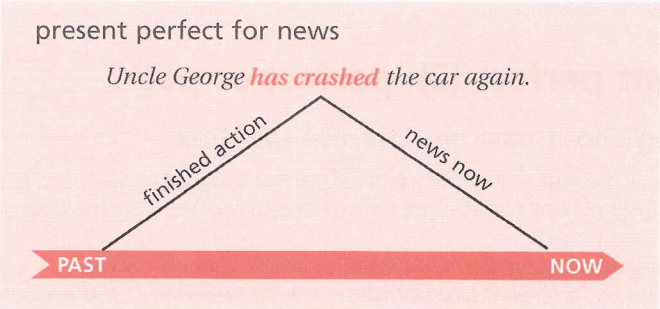 present perfect for news
Uncle George has crashed the car again.
finished action
news now
PAST
NOW